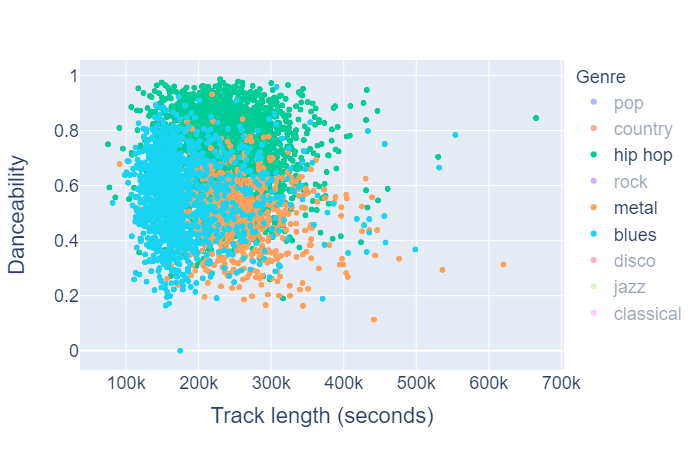 Genre
pop
country
hip hop
rock
metal
blues
disco
jazz
classical
1
0.8
0.6
0.4
0.2
0
Danceability
100k 200k 300k 400k 500k 600k 700k
Track length (seconds)